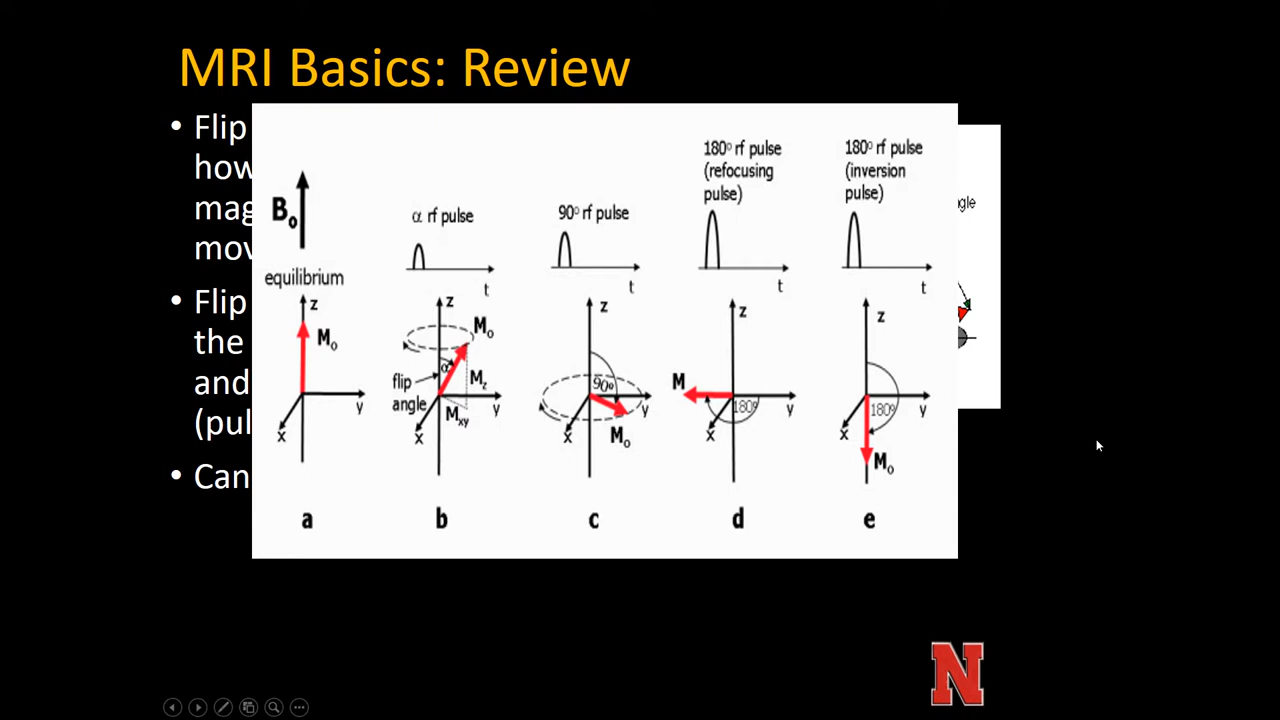 MRI Basics: Review
• Flip
how
mag
mov
• Flip
the
and
(pul
• Can
B₀
equilibrium
z
M₀
y
x
a
α rf pulse
t
z
M₀
α
flip
angle
M_z
M_xy
y
x
b
90° rf pulse
t
z
90°
y
x
M₀
c
180° rf pulse
(refocusing
pulse)
t
z
M
180°
y
x
d
180° rf pulse
(inversion
pulse)
t
z
180°
y
x
M₀
e
gle
N